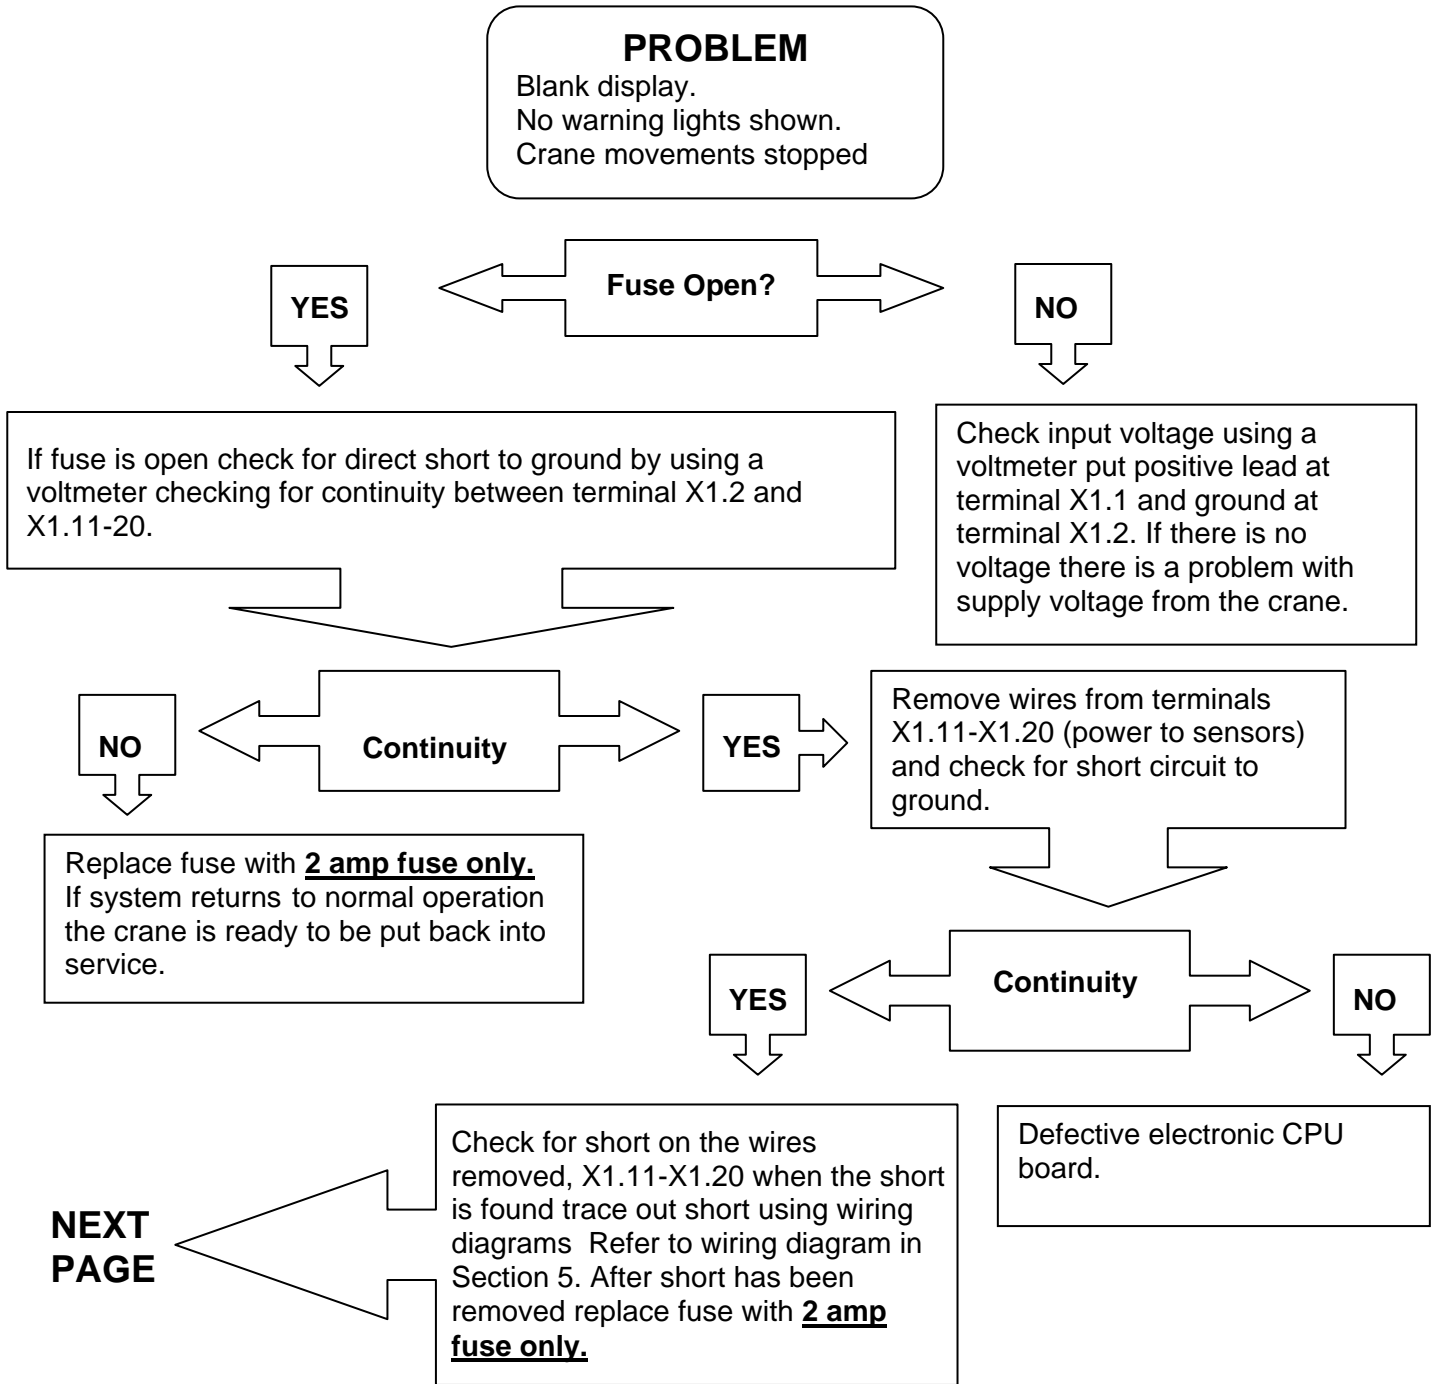 PROBLEM
Blank display.
No warning lights shown.
Crane movements stopped
Fuse Open?
YES
NO
If fuse is open check for direct short to ground by using a
voltmeter checking for continuity between terminal X1.2 and
X1.11-20.
Check input voltage using a
voltmeter put positive lead at
terminal X1.1 and ground at
terminal X1.2. If there is no
voltage there is a problem with
supply voltage from the crane.
NO
Continuity
YES
Remove wires from terminals
X1.11-X1.20 (power to sensors)
and check for short circuit to
ground.
Replace fuse with 2 amp fuse only.
If system returns to normal operation
the crane is ready to be put back into
service.
YES
Continuity
NO
Check for short on the wires
removed, X1.11-X1.20 when the short
is found trace out short using wiring
diagrams  Refer to wiring diagram in
Section 5. After short has been
removed replace fuse with 2 amp
fuse only.
Defective electronic CPU
board.
NEXT
PAGE